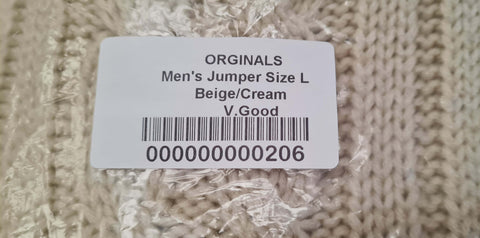 ORGINALS
Men's Jumper Size L
Beige/Cream
V.Good
000000000206